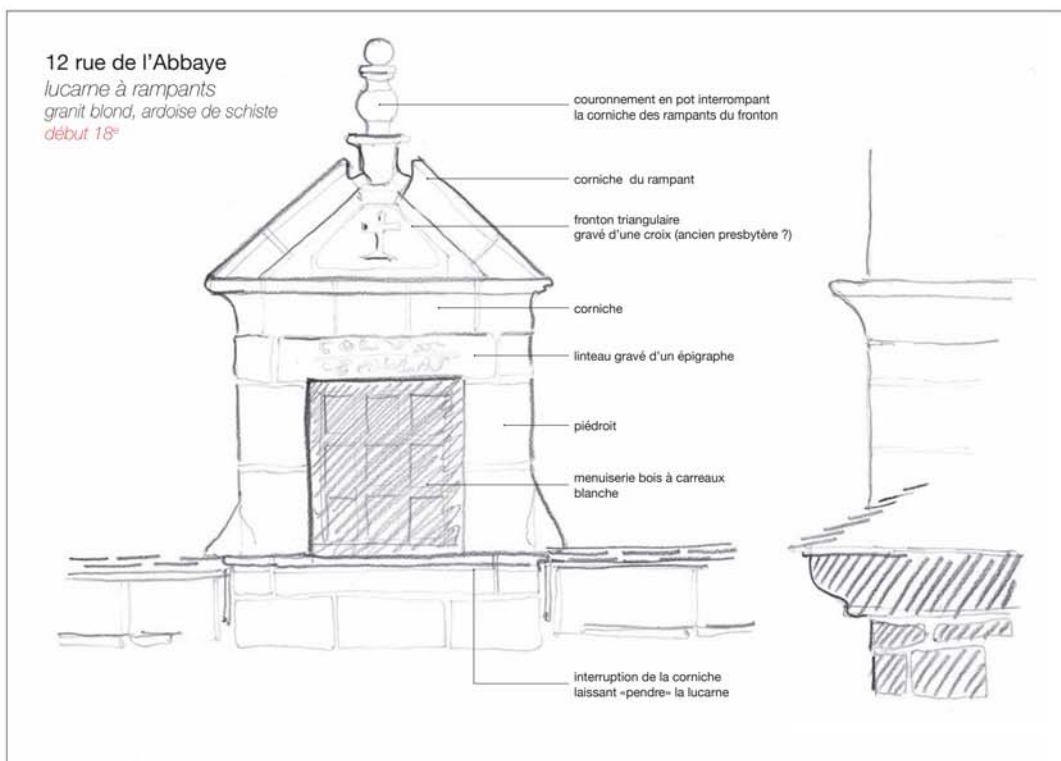 12 rue de l’Abbaye
lucarne à rampants
granit blond, ardoise de schiste
début 18e
couronnement en pot interrompant
la corniche des rampants du fronton
corniche du rampant
fronton triangulaire
gravé d’une croix (ancien presbytère ?)
corniche
linteau gravé d’un épigraphe
piédroit
menuiserie bois à carreaux
blanche
interruption de la corniche
laissant «pendre» la lucarne